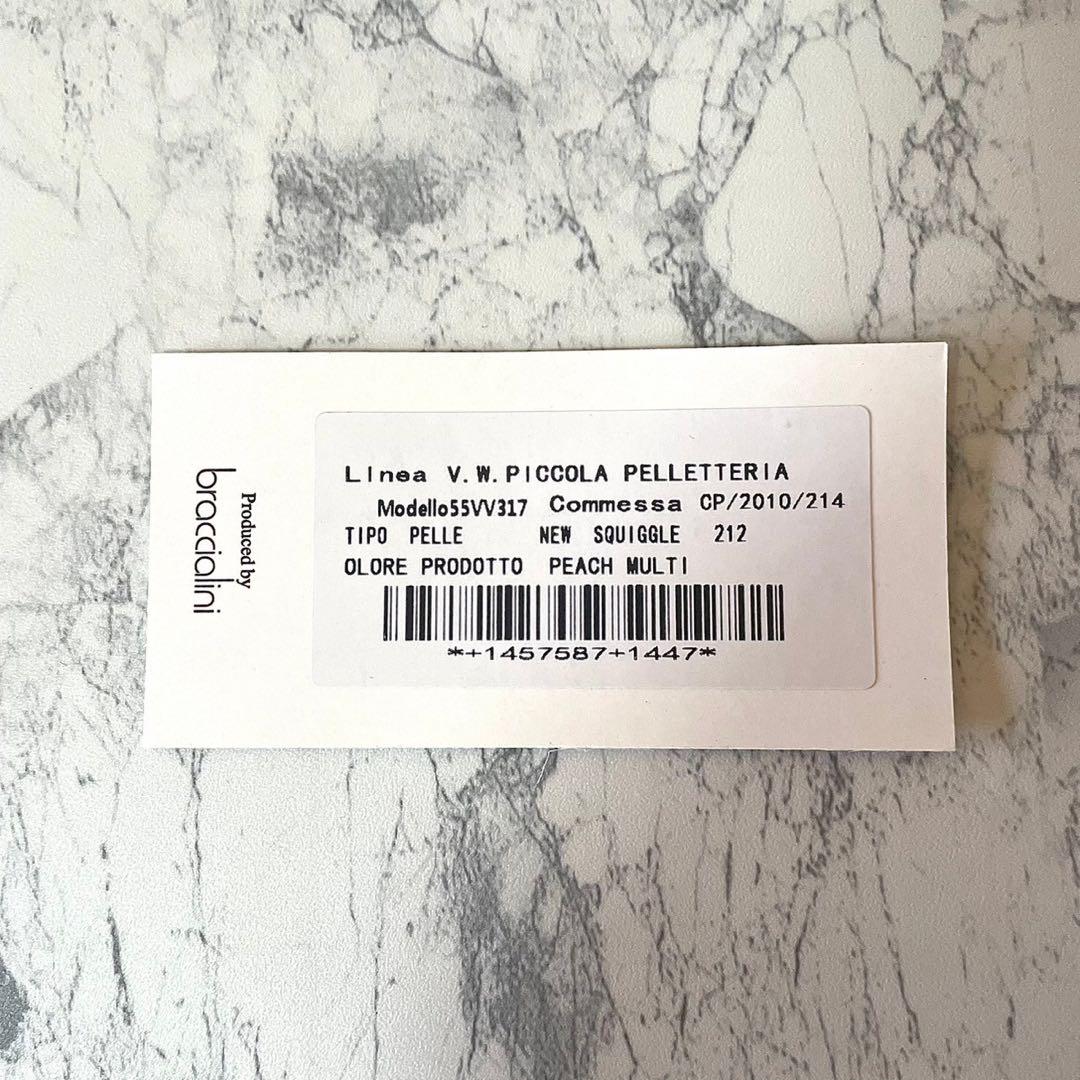 Produced by
braccialini
Linea V.W.PICCOLA PELLETTERIA
Modello55VV317 Commessa CP/2010/214
TIPO PELLE NEW SQUIGGLE 212
OLORE PRODOTTO PEACH MULTI
*+1457587+1447*